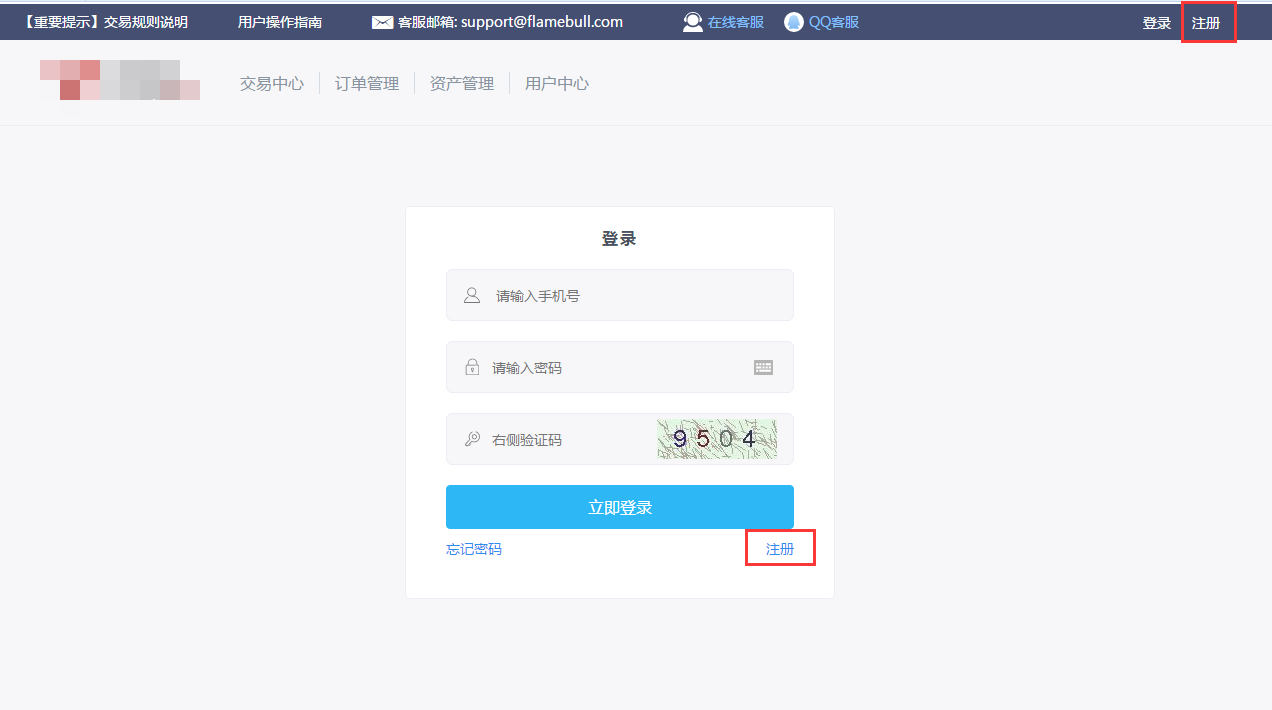 【重要提示】交易规则说明 用户操作指南 客服邮箱: support@flamebull.com 在线客服 QQ客服 登录 注册
交易中心 订单管理 资产管理 用户中心
登录
请输入手机号
请输入密码
右侧验证码 9504
立即登录
忘记密码 注册